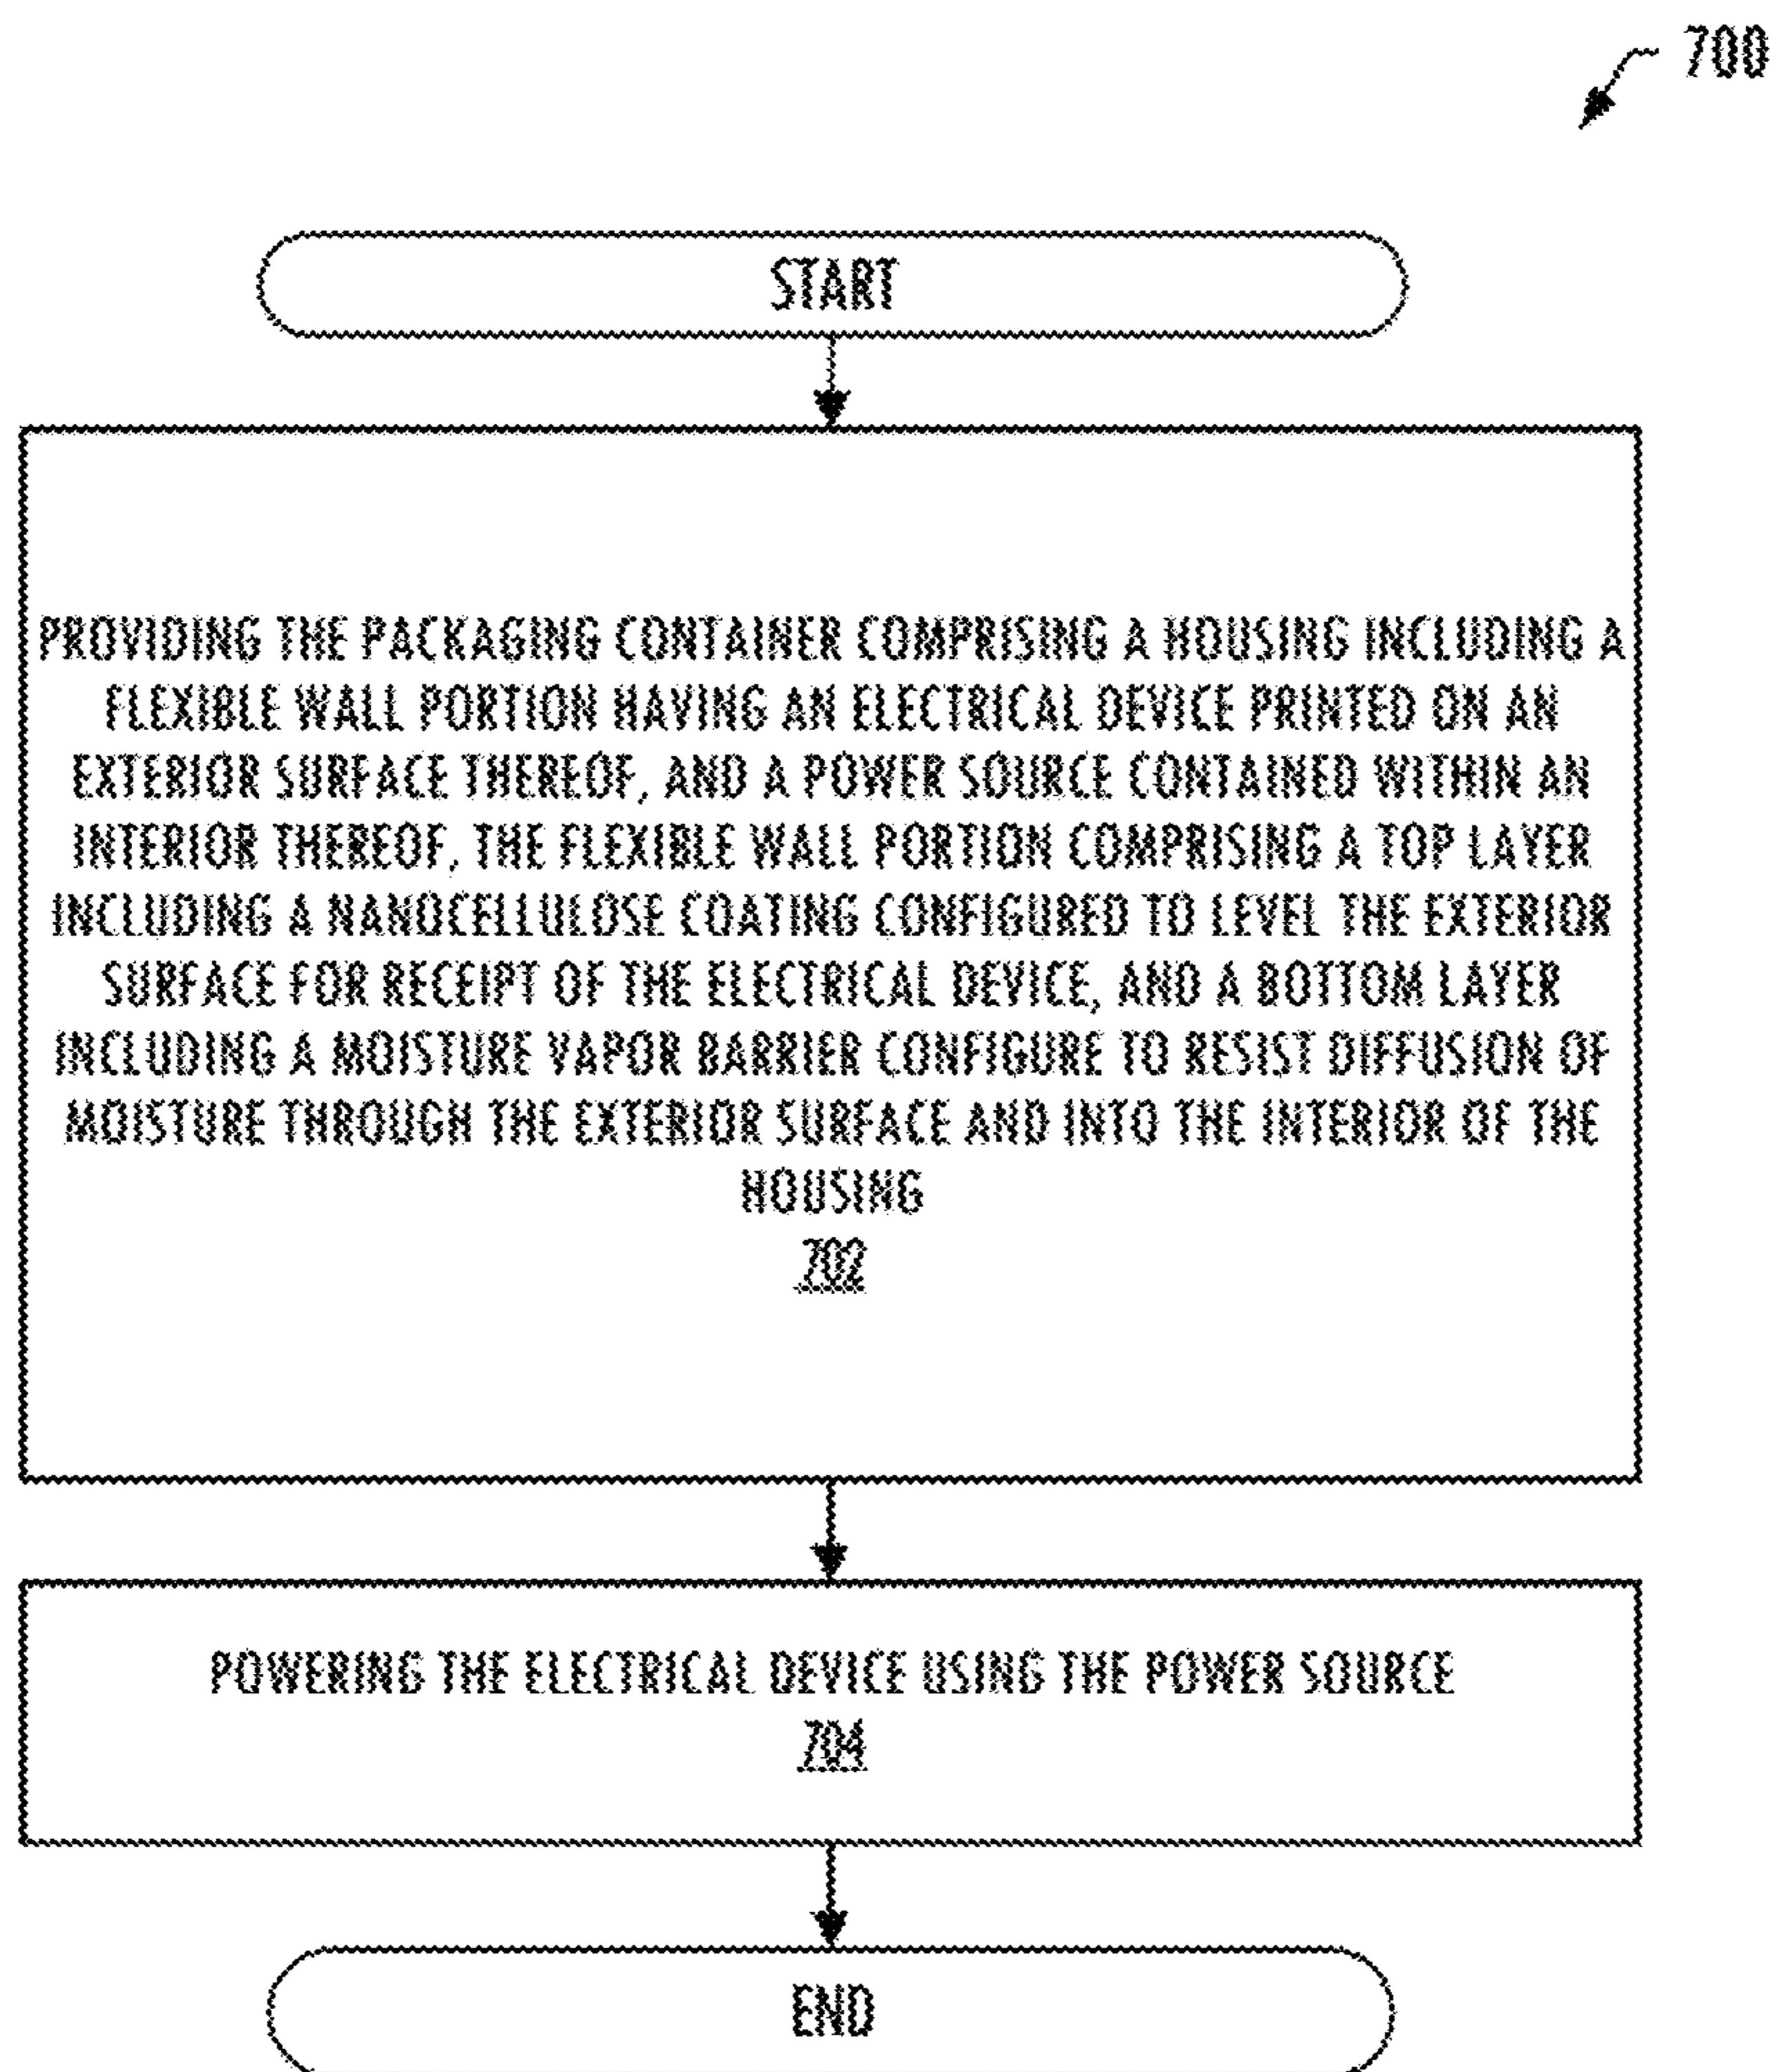 700
START
PROVIDING THE PACKAGING CONTAINER COMPRISING A HOUSING INCLUDING A
FLEXIBLE WALL PORTION HAVING AN ELECTRICAL DEVICE PRINTED ON AN
EXTERIOR SURFACE THEREOF, AND A POWER SOURCE CONTAINED WITHIN AN
INTERIOR THEREOF, THE FLEXIBLE WALL PORTION COMPRISING A TOP LAYER
INCLUDING A NANOCELLULOSE COATING CONFIGURED TO LEVEL THE EXTERIOR
SURFACE FOR RECEIPT OF THE ELECTRICAL DEVICE, AND A BOTTOM LAYER
INCLUDING A MOISTURE VAPOR BARRIER CONFIGURE TO RESIST DIFFUSION OF
MOISTURE THROUGH THE EXTERIOR SURFACE AND INTO THE INTERIOR OF THE
HOUSING
702
POWERING THE ELECTRICAL DEVICE USING THE POWER SOURCE
704
END